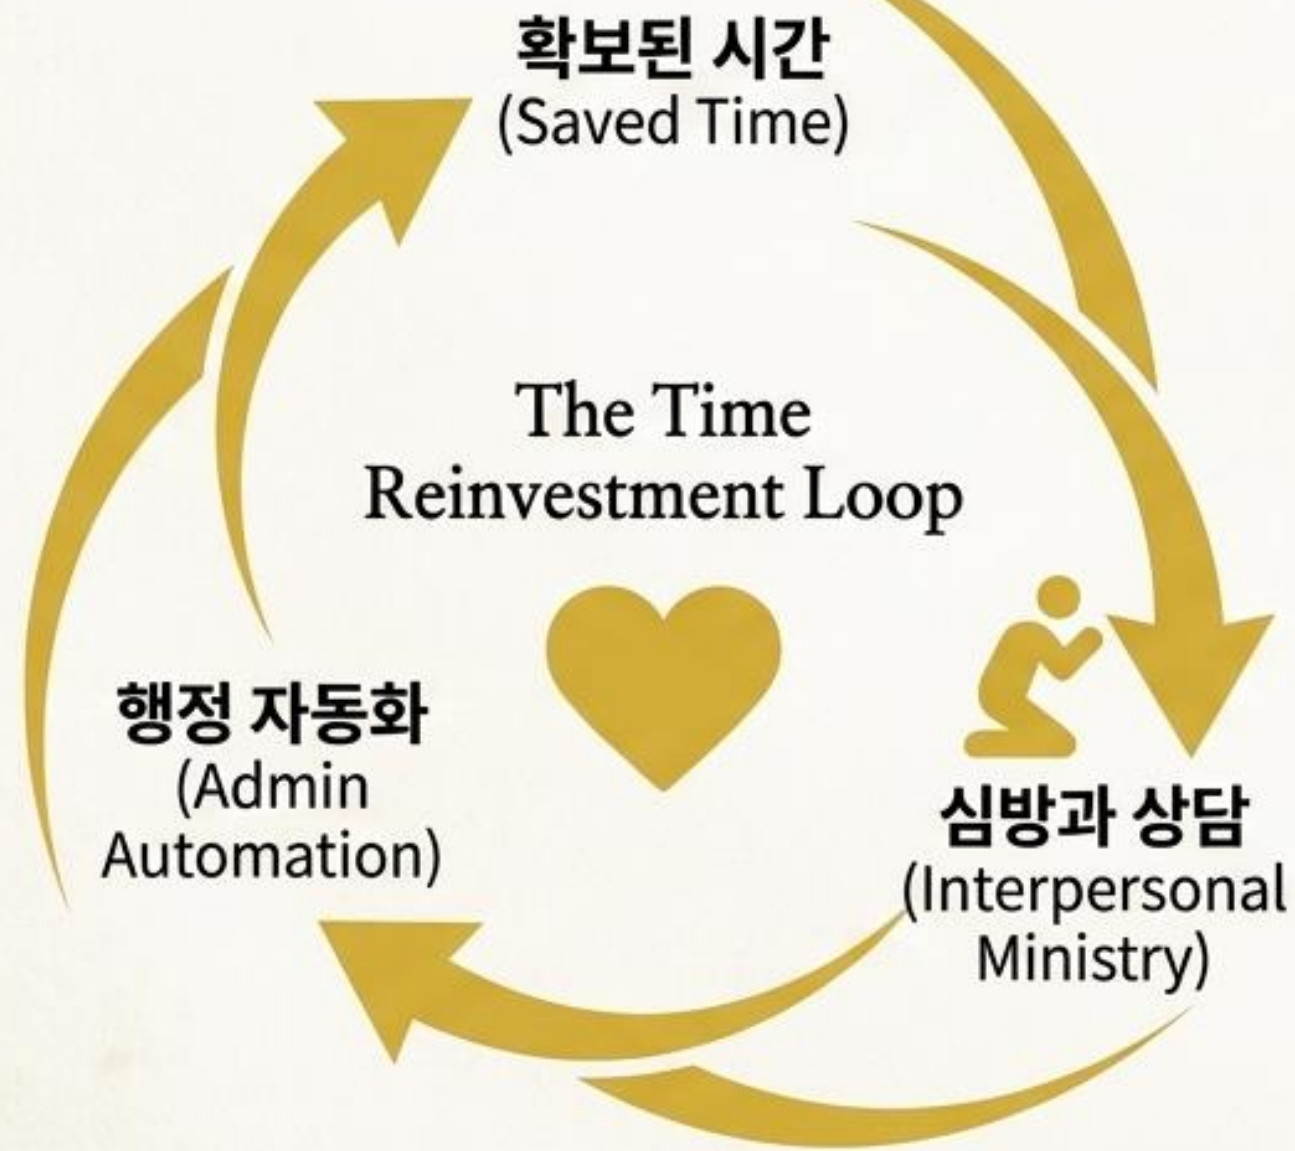 확보된 시간
(Saved Time)
The Time
Reinvestment Loop
행정 자동화
(Admin
Automation)
심방과 상담
(Interpersonal
Ministry)